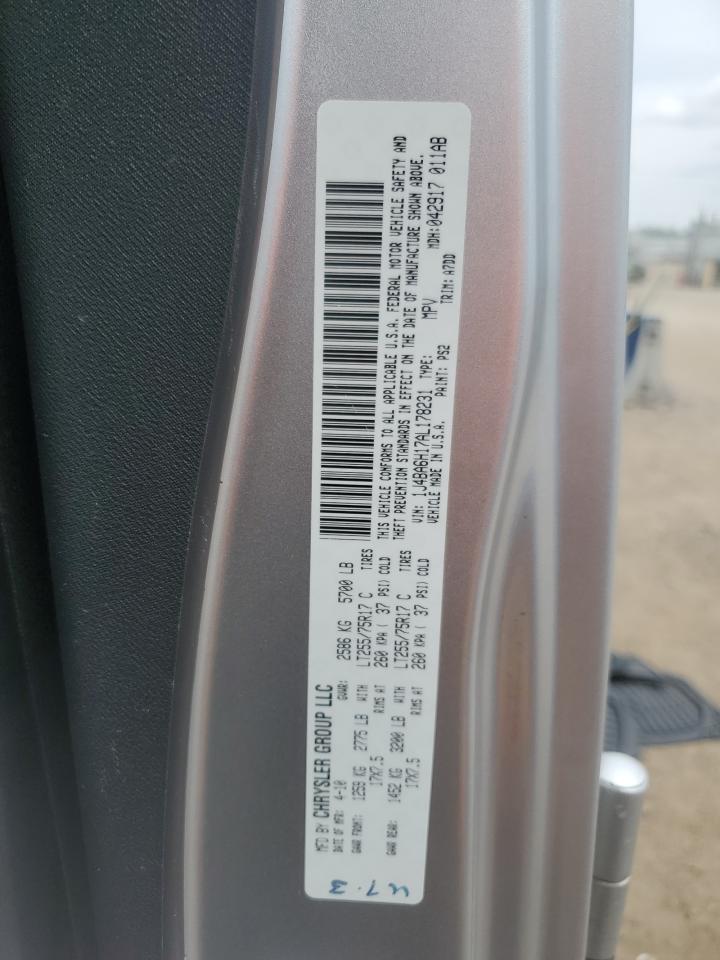 MFD BY CHRYSLER GROUP LLC
DATE OF MFR: 4-10 GVWR: 2586 KG 5700 LB
GAWR FRONT: 1259 KG 2775 LB WITH LT255/75R17 C TIRES
17X7.5 RIMS AT 260 KPA ( 37 PSI) COLD
GAWR REAR: 1452 KG 3200 LB WITH LT255/75R17 C TIRES
17X7.5 RIMS AT 260 KPA ( 37 PSI) COLD
THIS VEHICLE CONFORMS TO ALL APPLICABLE U.S.A. FEDERAL MOTOR VEHICLE SAFETY AND
THEFT PREVENTION STANDARDS IN EFFECT ON THE DATE OF MANUFACTURE SHOWN ABOVE.
VIN: 1J4BA6H17AL178231 TYPE: MPV MDH:042917 011AB
VEHICLE MADE IN U.S.A. PAINT: PS2 TRIM: A7DD